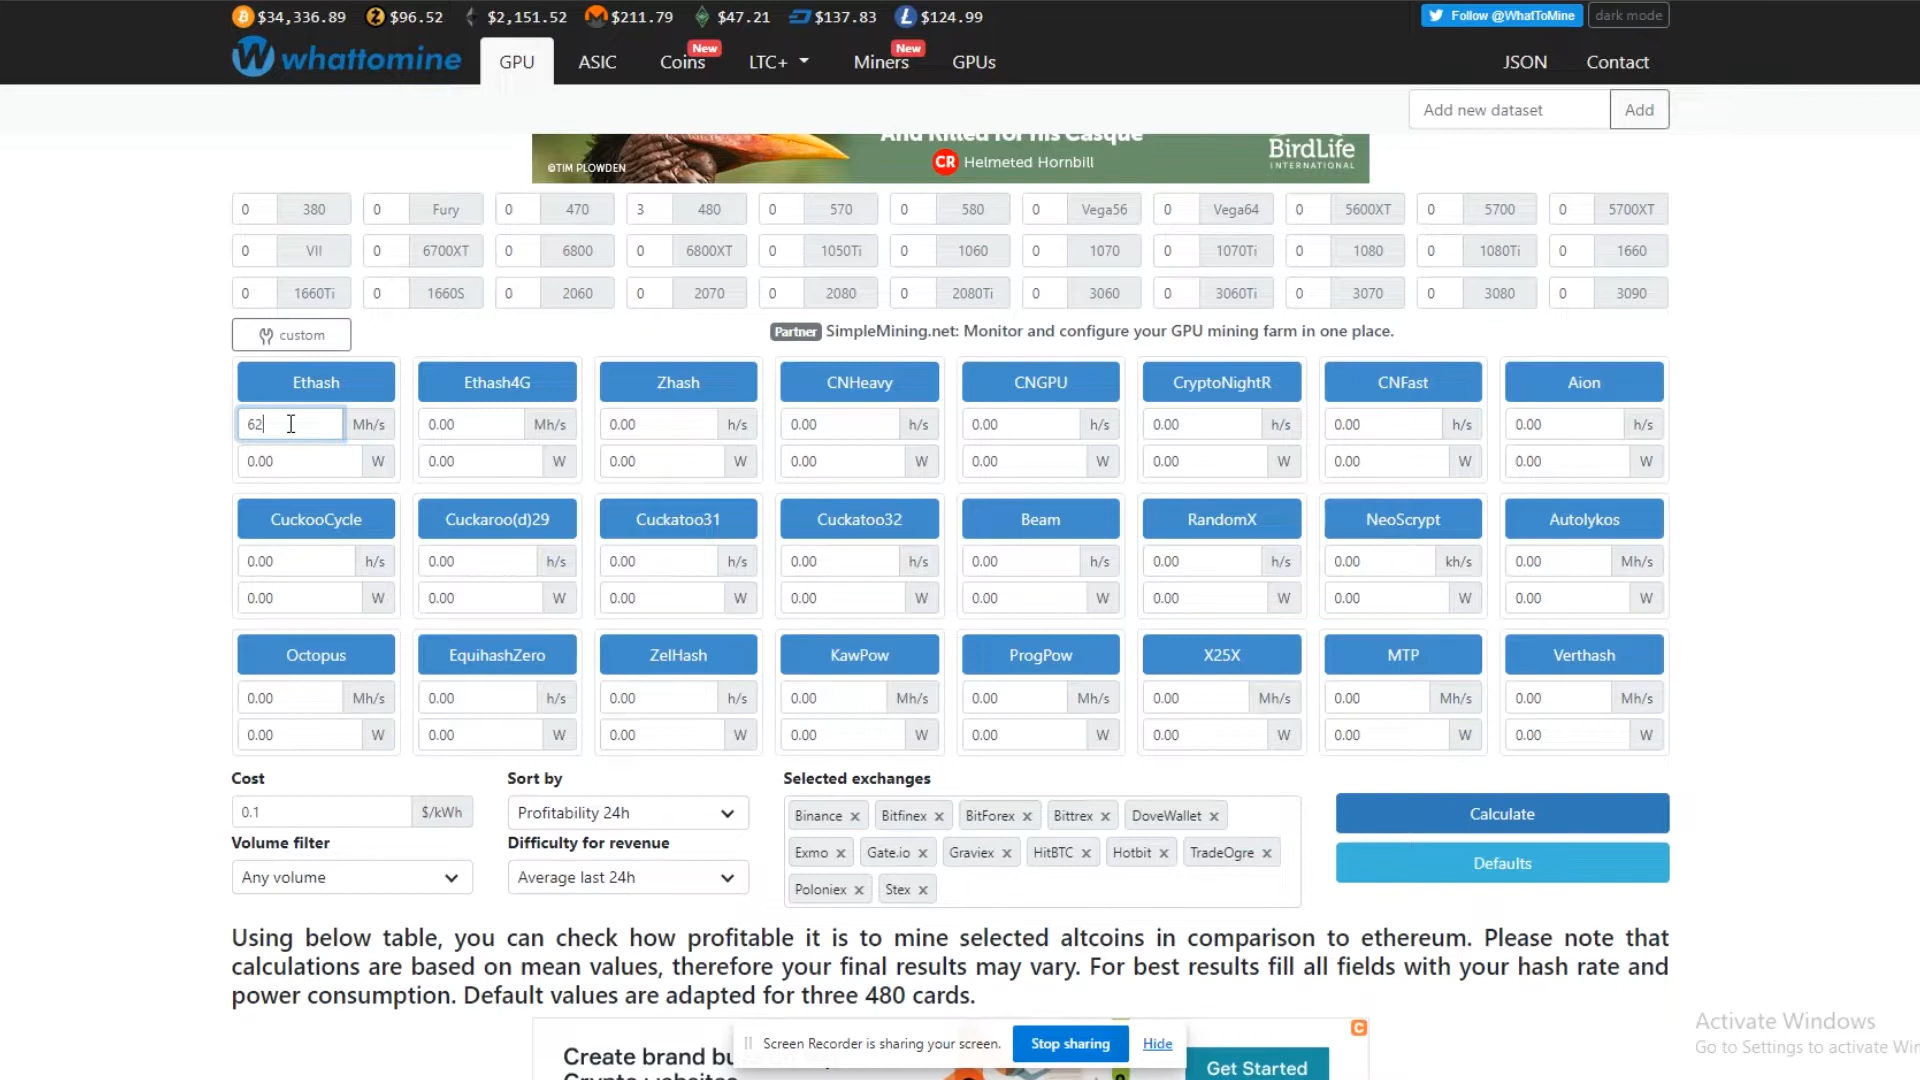 $34,336.89 $96.52 $2,151.52 $211.79 $47.21 $137.83 $124.99 Follow @WhatToMine dark mode
whattomine GPU ASIC Coins New LTC+ Miners New GPUs JSON Contact
Add new dataset Add
And Killed for His Casque
CR Helmeted Hornbill
©TIM PLOWDEN
BirdLife
INTERNATIONAL
0 380 0 Fury 0 470 3 480 0 570 0 580 0 Vega56 0 Vega64 0 5600XT 0 5700 0 5700XT
0 VII 0 6700XT 0 6800 0 6800XT 0 1050Ti 0 1060 0 1070 0 1070Ti 0 1080 0 1080Ti 0 1660
0 1660Ti 0 1660S 0 2060 0 2070 0 2080 0 2080Ti 0 3060 0 3060Ti 0 3070 0 3080 0 3090
custom Partner SimpleMining.net: Monitor and configure your GPU mining farm in one place.
Ethash Ethash4G Zhash CNHeavy CNGPU CryptoNightR CNFast Aion
62 Mh/s 0.00 Mh/s 0.00 h/s 0.00 h/s 0.00 h/s 0.00 h/s 0.00 h/s 0.00 h/s
0.00 W 0.00 W 0.00 W 0.00 W 0.00 W 0.00 W 0.00 W 0.00 W
CuckooCycle Cuckaroo(d)29 Cuckatoo31 Cuckatoo32 Beam RandomX NeoScrypt Autolykos
0.00 h/s 0.00 h/s 0.00 h/s 0.00 h/s 0.00 h/s 0.00 h/s 0.00 kh/s 0.00 Mh/s
0.00 W 0.00 W 0.00 W 0.00 W 0.00 W 0.00 W 0.00 W 0.00 W
Octopus EquihashZero ZelHash KawPow ProgPow X25X MTP Verthash
0.00 Mh/s 0.00 h/s 0.00 h/s 0.00 Mh/s 0.00 Mh/s 0.00 Mh/s 0.00 Mh/s 0.00 Mh/s
0.00 W 0.00 W 0.00 W 0.00 W 0.00 W 0.00 W 0.00 W 0.00 W
Cost Sort by Selected exchanges
0.1 $/kWh Profitability 24h Binance × Bitfinex × BitForex × Bittrex × DoveWallet × Calculate
Volume filter Difficulty for revenue Exmo × Gate.io × Graviex × HitBTC × Hotbit × TradeOgre × Defaults
Any volume Average last 24h Poloniex × Stex ×
Using below table, you can check how profitable it is to mine selected altcoins in comparison to ethereum. Please note that
calculations are based on mean values, therefore your final results may vary. For best results fill all fields with your hash rate and
power consumption. Default values are adapted for three 480 cards.
Activate Windows
Go to Settings to activate
Screen Recorder is sharing your screen. Stop sharing Hide
Create brand
Get Started